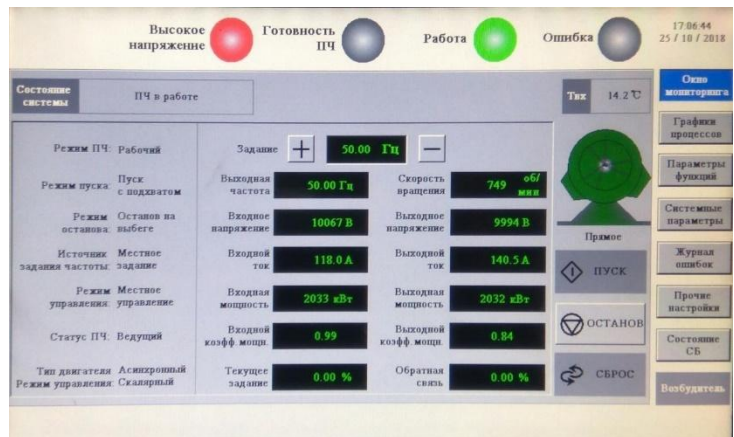 Высокое напряжение
Готовность ПЧ
Работа
Ошибка
17:06:44
25 / 10 / 2018
Состояние системы
ПЧ в работе
Твх 14.2 ℃
Окно мониторинга
Графики процессов
Параметры функций
Системные параметры
Журнал ошибок
Прочие настройки
Состояние СБ
Возбудитель
Режим ПЧ: Рабочий
Режим пуска: Пуск с подхватом
Режим останова: Останов на выбеге
Источник задания частоты: Местное задание
Режим управления: Местное управление
Статус ПЧ: Ведущий
Тип двигателя Асинхронный
Режим управления: Скалярный
Задание + 50.00 Гц —
Выходная частота 50.00 Гц
Скорость вращения 749 об/мин
Входное напряжение 10067 В
Выходное напряжение 9994 В
Входной ток 118.0 А
Выходной ток 140.5 А
Входная мощность 2033 кВт
Выходная мощность 2032 кВт
Входной коэфф. мощн. 0.99
Выходной коэфф. мощн. 0.84
Текущее задание 0.00 %
Обратная связь 0.00 %
Прямое
ПУСК
ОСТАНОВ
СБРОС